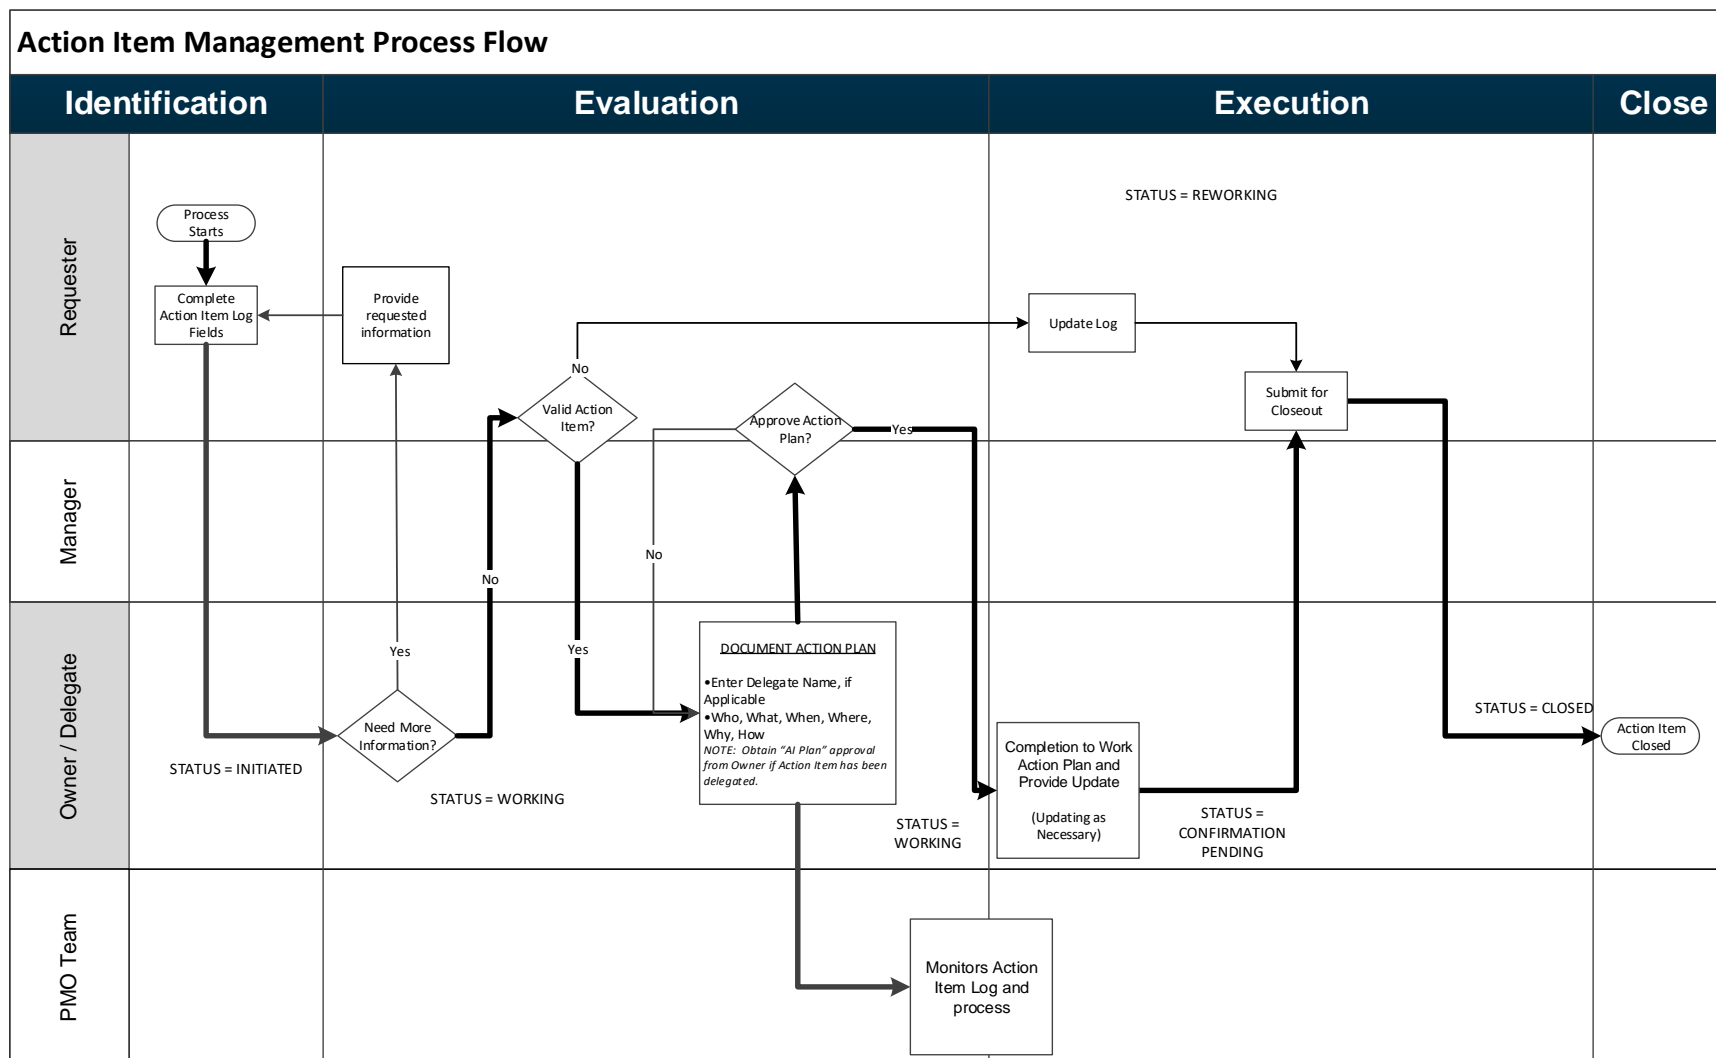 Action Item Management Process Flow
Identification
Evaluation
Execution
Close
Requester
Process
Starts
Complete
Action Item Log
Fields
Provide
requested
information
No
Valid Action
Item?
Approve Action
Plan?
Yes
STATUS = REWORKING
Update Log
Submit for
Closeout
Manager
No
No
Owner / Delegate
Yes
Need More
Information?
STATUS = INITIATED
STATUS = WORKING
Yes
DOCUMENT ACTION PLAN
•Enter Delegate Name, if
Applicable
•Who, What, When, Where,
Why, How
NOTE: Obtain “AI Plan” approval
from Owner if Action Item has been
delegated.
STATUS =
WORKING
Completion to Work
Action Plan and
Provide Update
(Updating as
Necessary)
STATUS =
CONFIRMATION
PENDING
STATUS = CLOSED
Action Item
Closed
PMO Team
Monitors Action
Item Log and
process